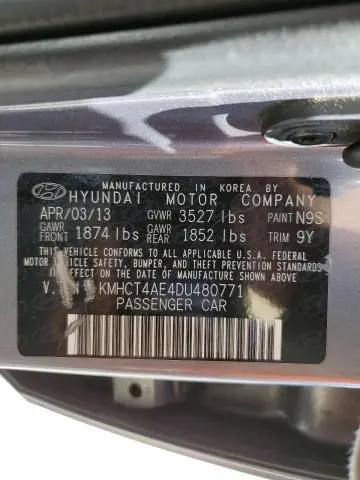 MANUFACTURED IN KOREA BY
HYUNDAI MOTOR COMPANY
APR/03/13 GVWR 3527 lbs PAINT N9S
GAWR FRONT 1874 lbs GAWR REAR 1852 lbs TRIM 9Y
THIS VEHICLE CONFORMS TO ALL APPLICABLE U.S.A. FEDERAL
MOTOR VEHICLE SAFETY, BUMPER, AND THEFT PREVENTION STANDARDS
IN EFFECT ON THE DATE OF MANUFACTURE SHOWN ABOVE.
V.I.N : KMHCT4AE4DU480771
PASSENGER CAR